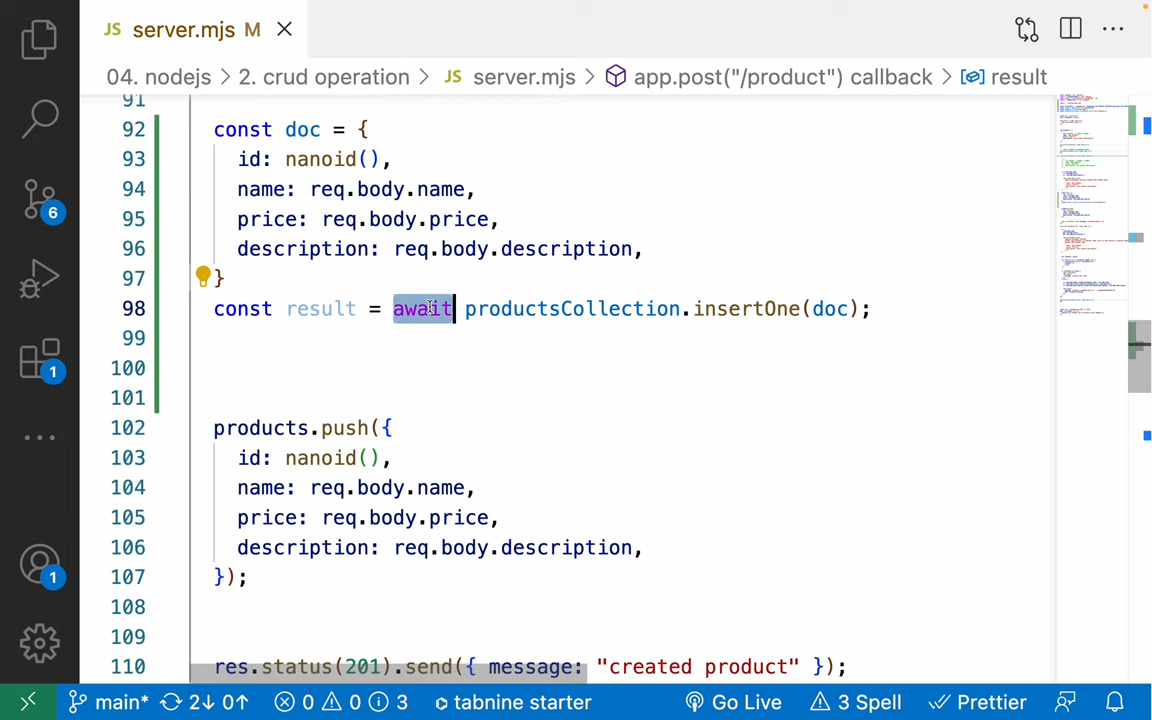 JS server.mjs M
04. nodejs > 2. crud operation > JS server.mjs > app.post("/product") callback > result
91
92 const doc = {
93 id: nanoid(),
94 name: req.body.name,
95 price: req.body.price,
96 description: req.body.description,
97 }
98 const result = await productsCollection.insertOne(doc);
99
100
101
102 products.push({
103 id: nanoid(),
104 name: req.body.name,
105 price: req.body.price,
106 description: req.body.description,
107 });
108
109
110 res.status(201).send({ message: "created product" });
6
1
1
main* 2↓ 0↑ 0 0 3 tabnine starter Go Live 3 Spell Prettier